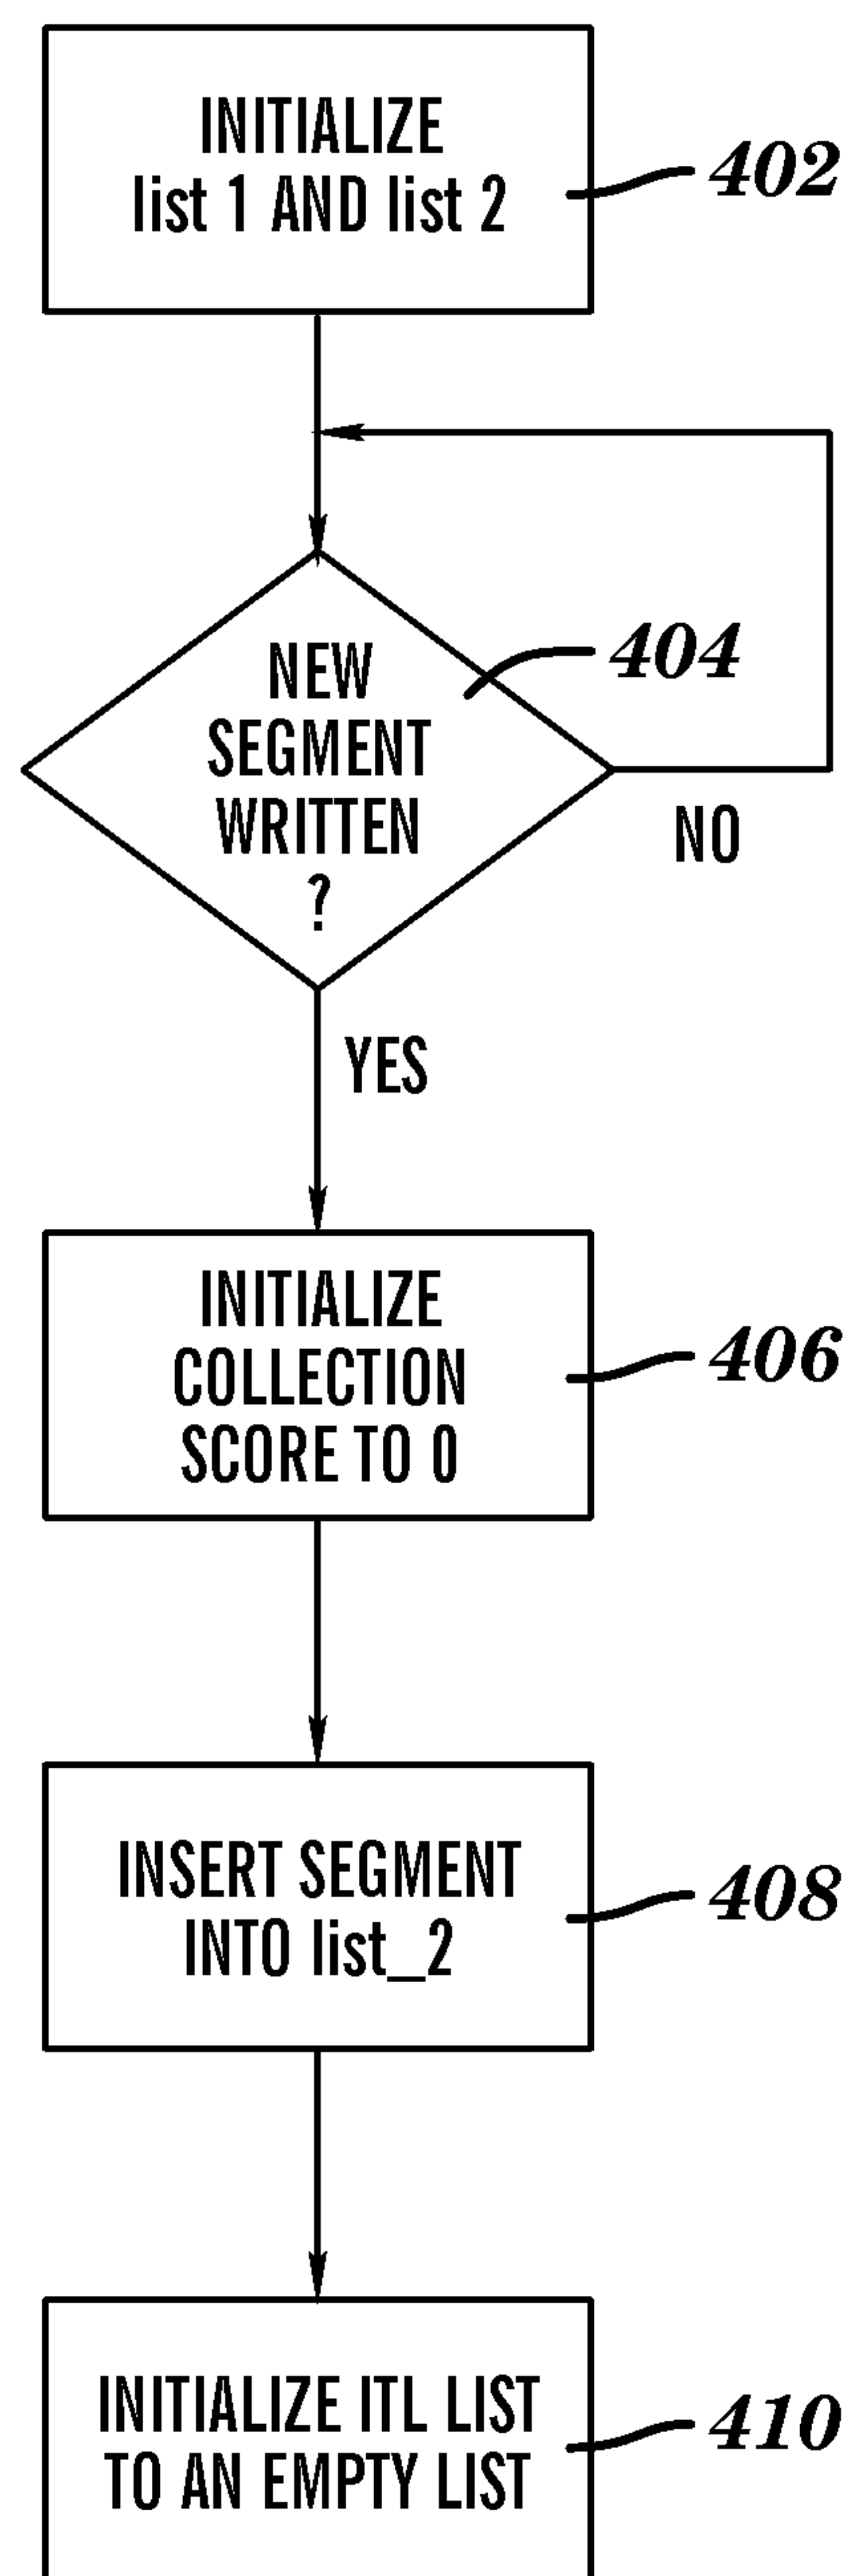 INITIALIZE
list 1 AND list 2
402
NEW
SEGMENT
WRITTEN
?
404
NO
YES
INITIALIZE
COLLECTION
SCORE TO 0
406
INSERT SEGMENT
INTO list_2
408
INITIALIZE ITL LIST
TO AN EMPTY LIST
410